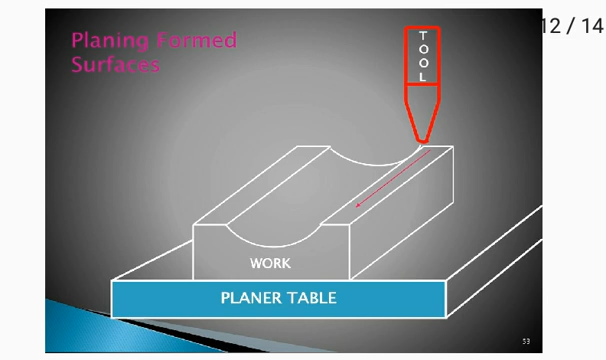 12 / 14
Planing Formed
Surfaces
T
O
O
L
WORK
PLANER TABLE
53